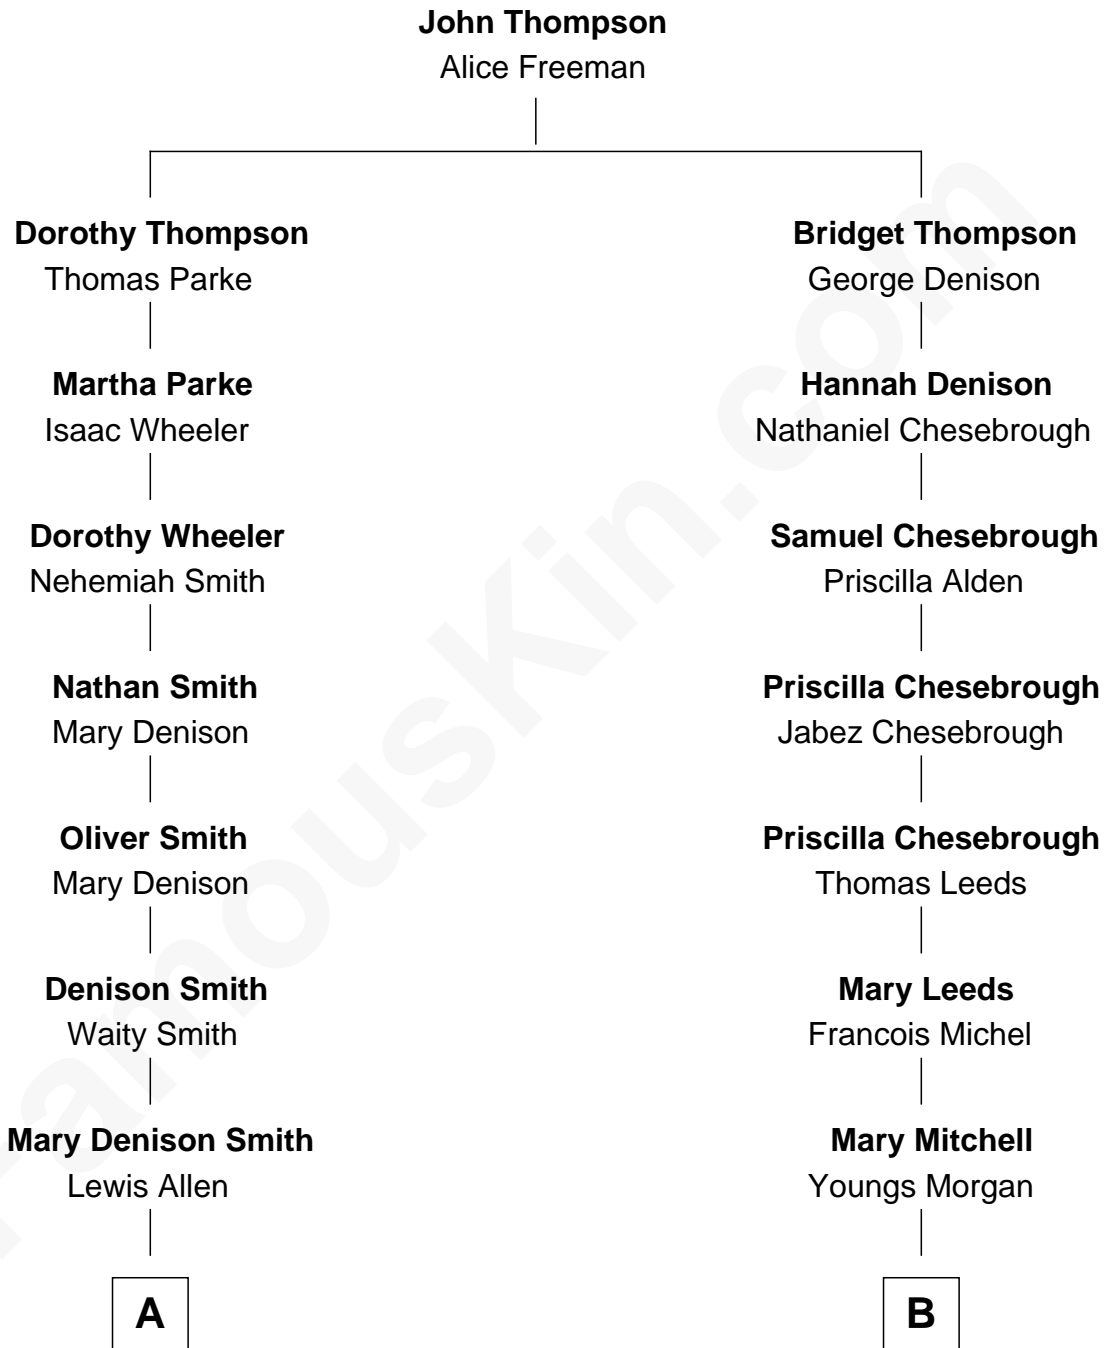 John Thompson
Alice Freeman
Dorothy Thompson
Thomas Parke
Bridget Thompson
George Denison
Martha Parke
Isaac Wheeler
Hannah Denison
Nathaniel Chesebrough
Dorothy Wheeler
Nehemiah Smith
Samuel Chesebrough
Priscilla Alden
Nathan Smith
Mary Denison
Priscilla Chesebrough
Jabez Chesebrough
Oliver Smith
Mary Denison
Priscilla Chesebrough
Thomas Leeds
Denison Smith
Waity Smith
Mary Leeds
Francois Michel
Mary Denison Smith
Lewis Allen
Mary Mitchell
Youngs Morgan
A
B
FamousKin.com